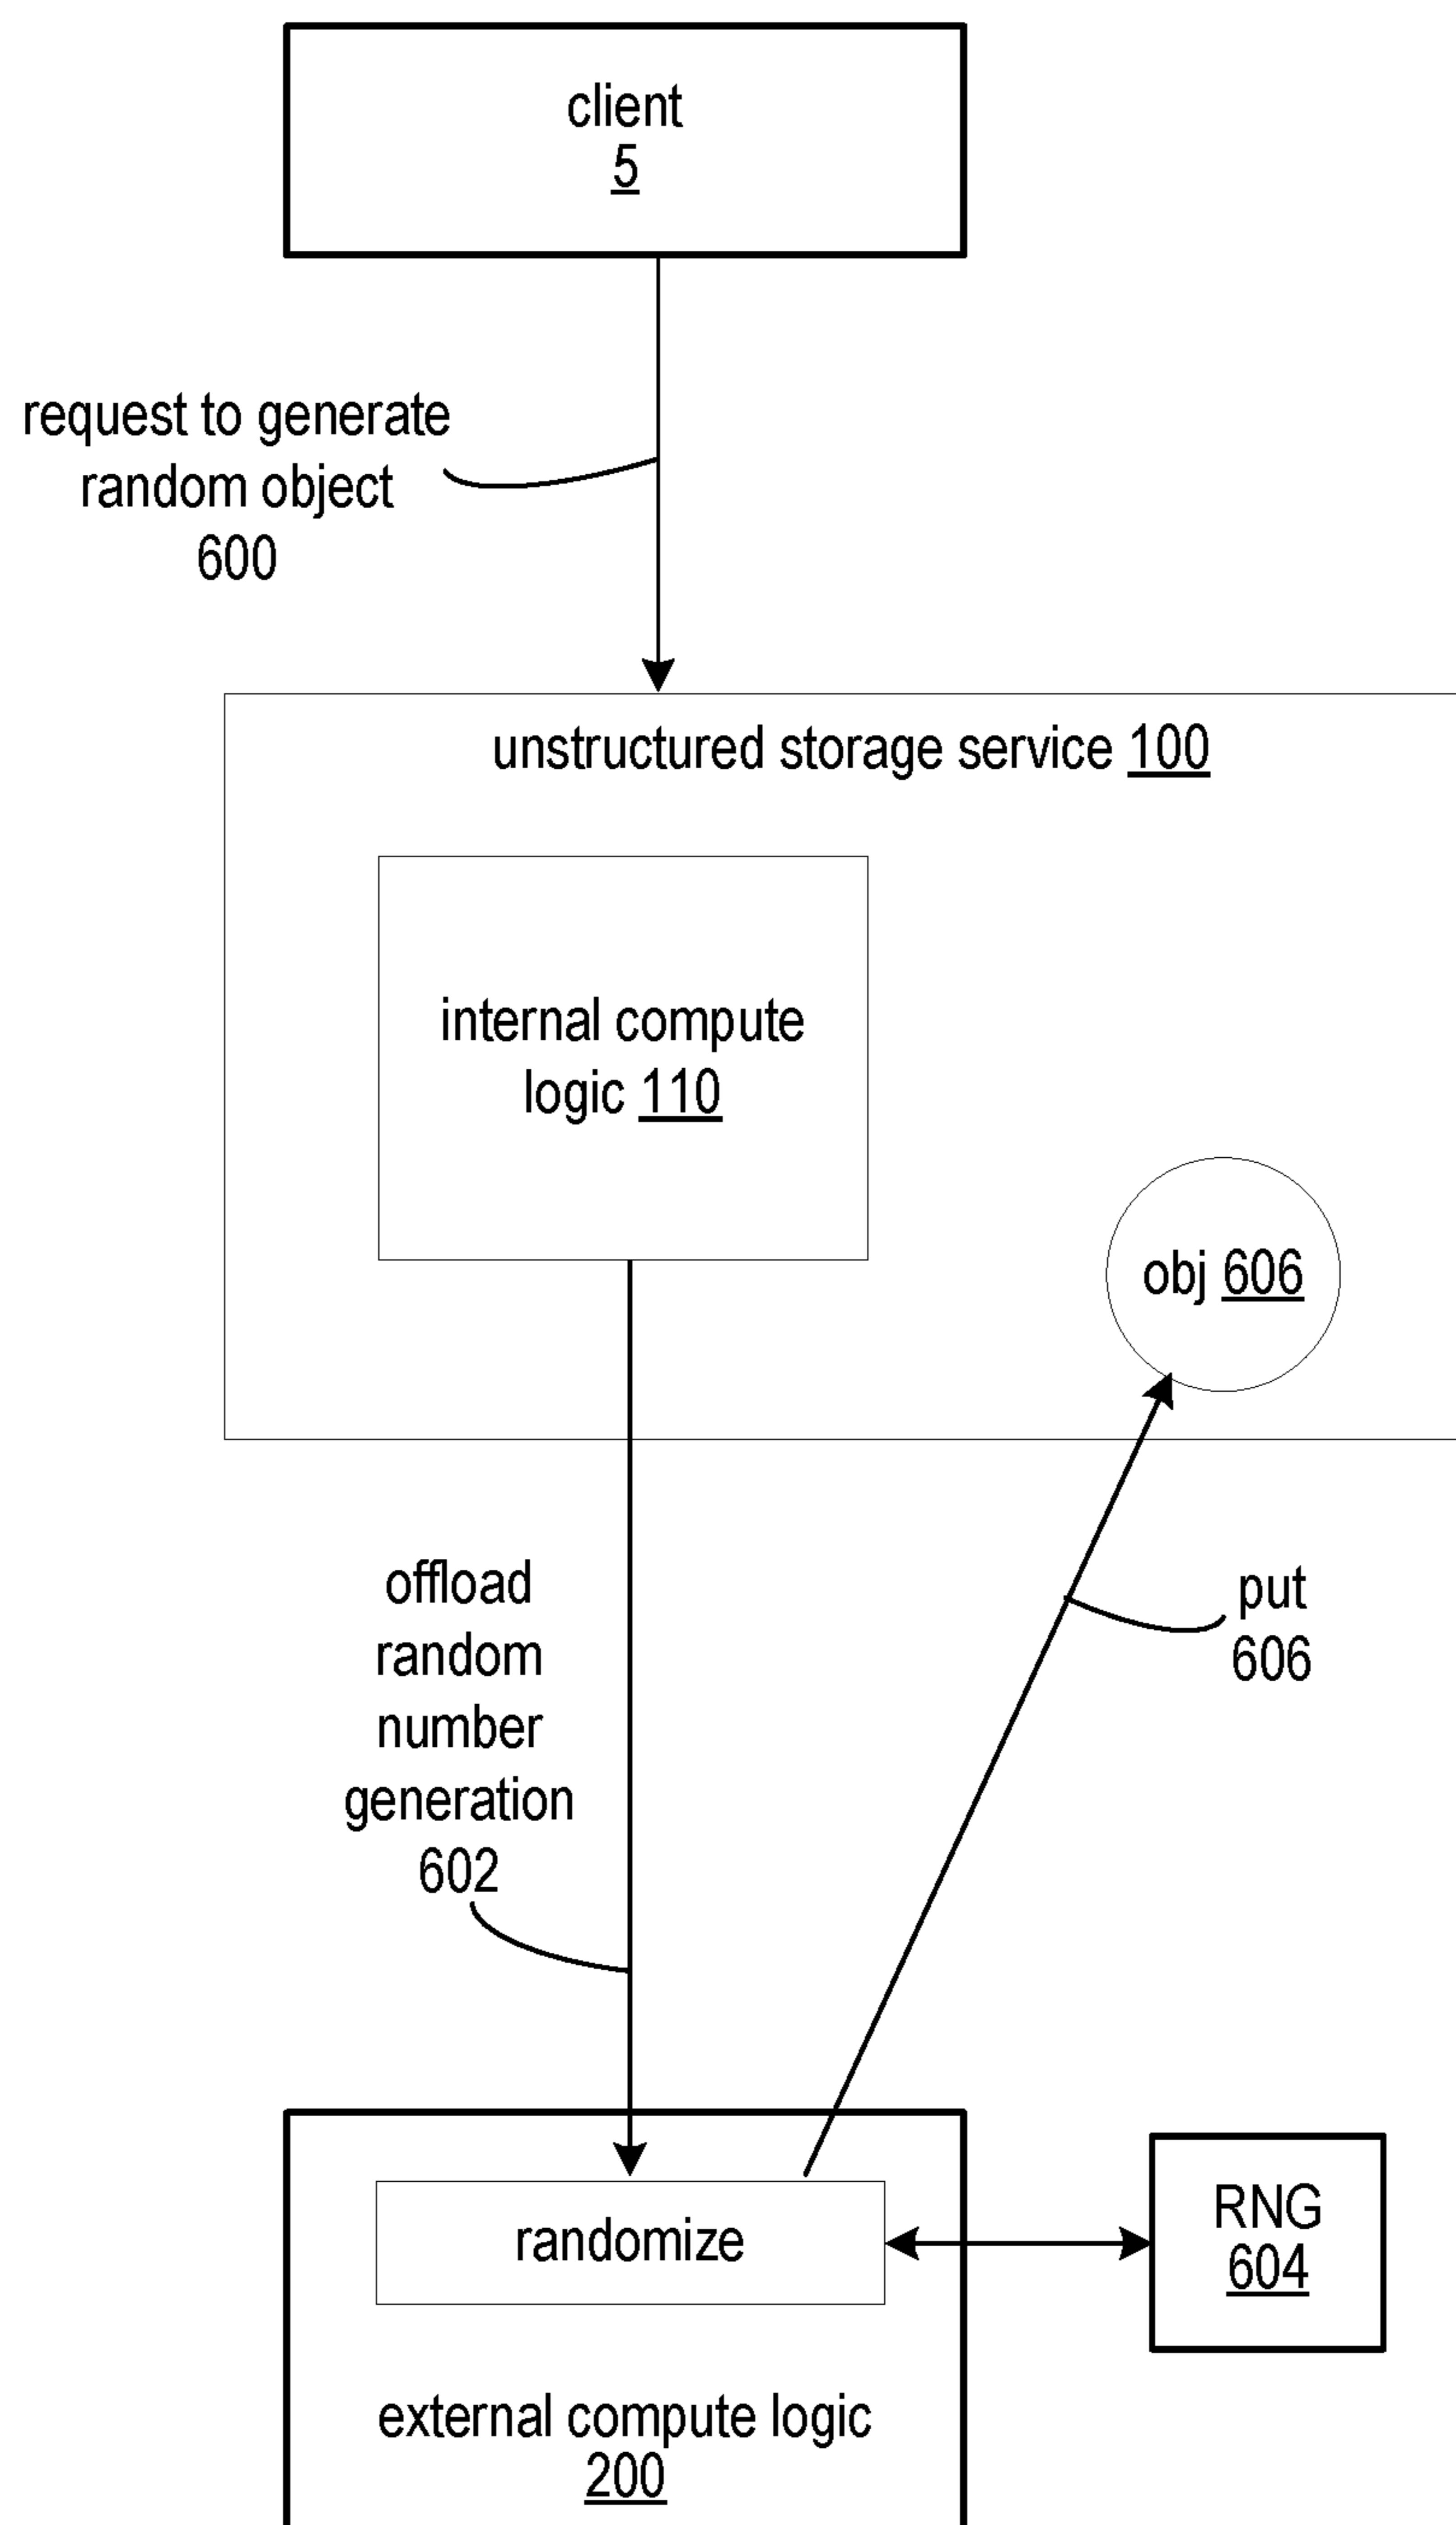 client
5
request to generate
random object
600
unstructured storage service 100
internal compute
logic 110
obj 606
offload
random
number
generation
602
put
606
randomize
RNG
604
external compute logic
200